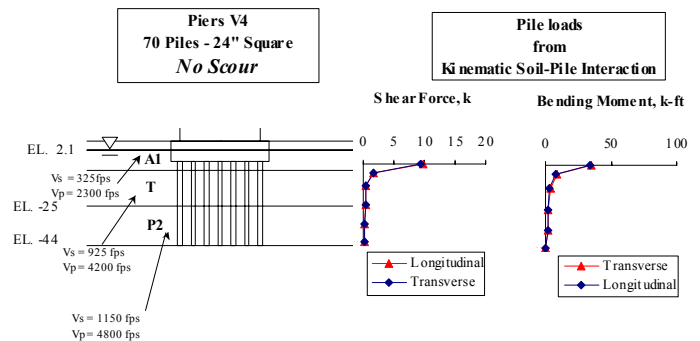 Piers V4
70 Piles - 24" Square
No Scour
Pile loads
from
Kinematic Soil-Pile Interaction
Shear Force, k
Bending Moment, k-ft
0 5 10 15 20
0 50 100
EL. 2.1
A1
Vs = 325fps
Vp= 2300 fps
T
EL. -25
P2
EL. -44
Vs = 925 fps
Vp= 4200 fps
Longitudinal
Transverse
Transverse
Longitudinal
Vs = 1150 fps
Vp= 4800 fps